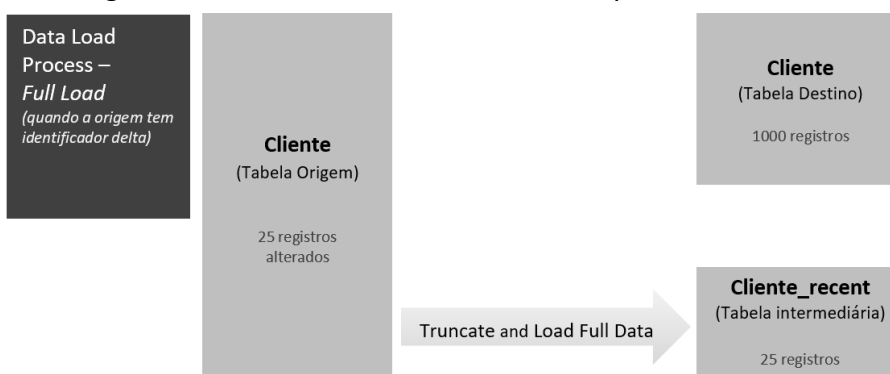 Data Load
Process –
Full Load
(quando a origem tem
identificador delta)
Cliente
(Tabela Origem)
25 registros
alterados
Truncate and Load Full Data
Cliente
(Tabela Destino)
1000 registros
Cliente_recent
(Tabela intermediária)
25 registros